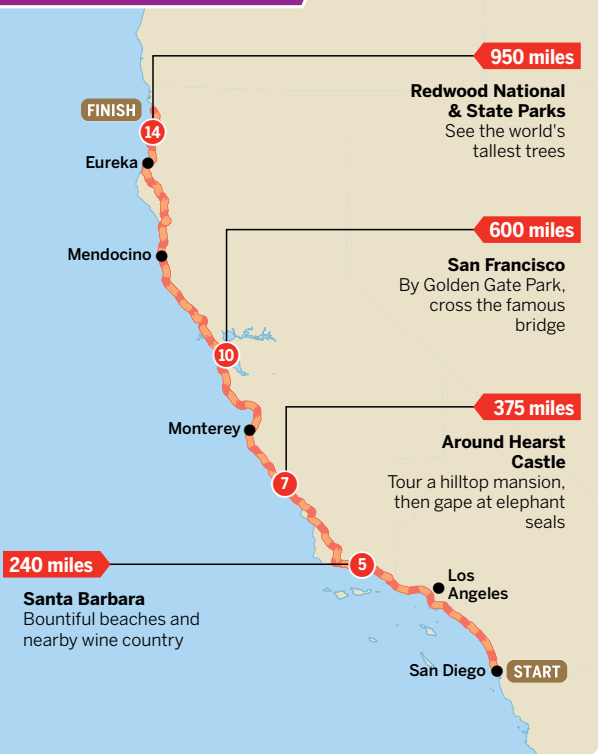 950 miles
Redwood National
& State Parks
See the world's
tallest trees
FINISH
14
Eureka
600 miles
Mendocino
San Francisco
By Golden Gate Park,
cross the famous
bridge
10
375 miles
Monterey
Around Hearst
Castle
Tour a hilltop mansion,
then gape at elephant
seals
7
240 miles
5
Santa Barbara
Bountiful beaches and
nearby wine country
Los
Angeles
San Diego
START